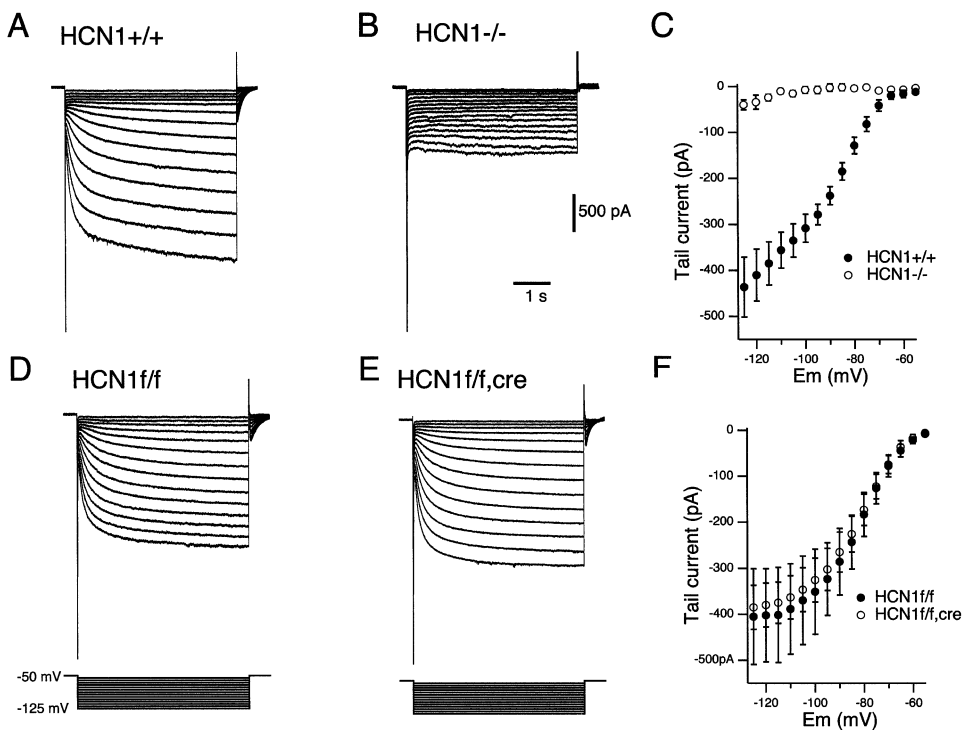 A
HCN1+/+
B
HCN1-/-
C
500 pA
1 s
0
-100
-200
-300
-400
-500
Tail current (pA)
HCN1+/+
HCN1-/-
-120
-100
-80
-60
Em (mV)
D
HCN1f/f
E
HCN1f/f,cre
F
-50 mV
-125 mV
0
-100
-200
-300
-400
-500pA
Tail current (pA)
HCN1f/f
HCN1f/f,cre
-120
-100
-80
-60
Em (mV)